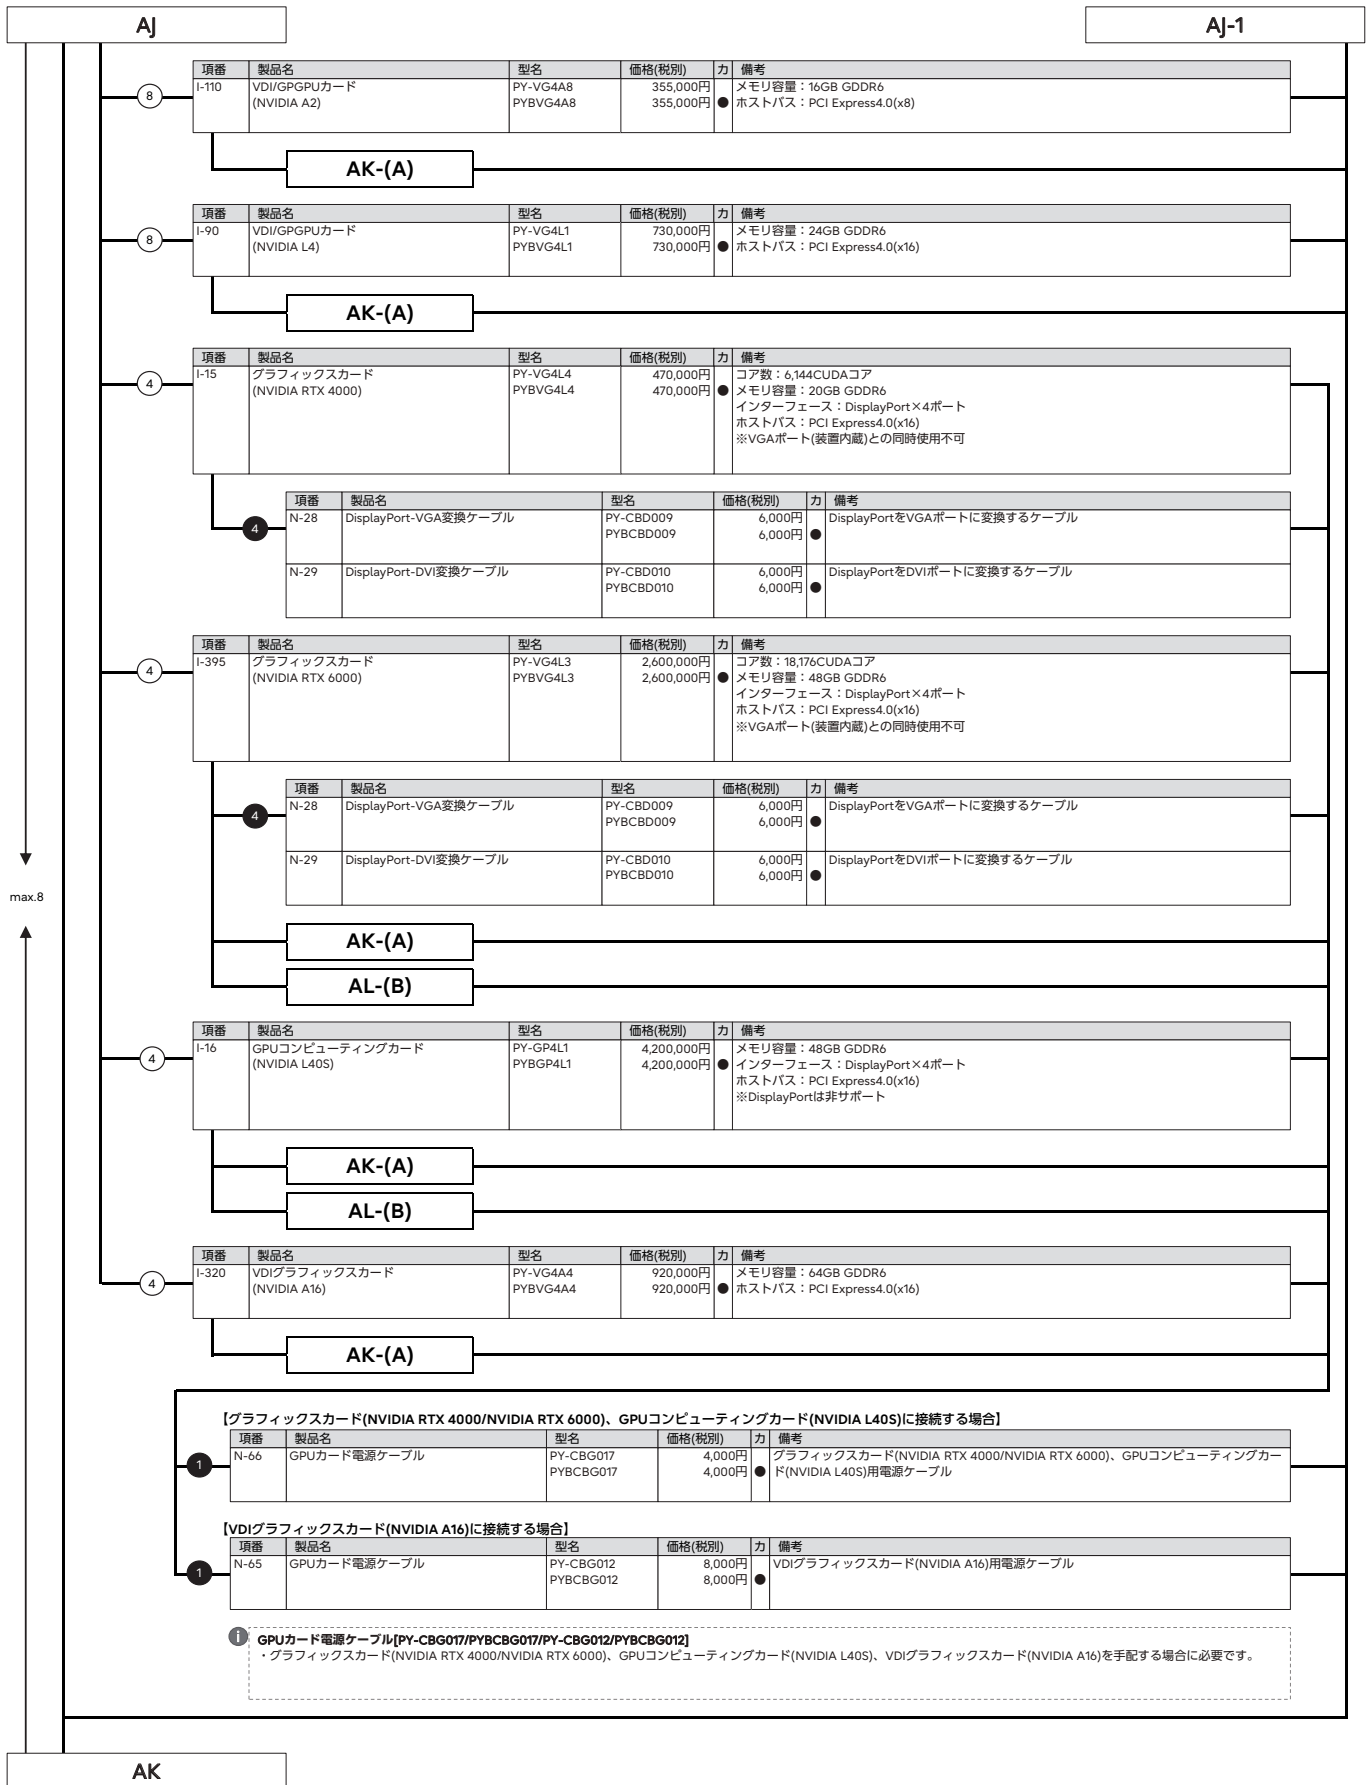 AJ
AJ-1
項番 製品名 型名 価格(税別) カ 備考
⑧ I-110 VDI/GPGPUカード PY-VG4A8 355,000円 メモリ容量：16GB GDDR6
(NVIDIA A2) PYBVG4A8 355,000円 ● ホストバス：PCI Express4.0(x8)
AK-(A)
項番 製品名 型名 価格(税別) カ 備考
⑧ I-90 VDI/GPGPUカード PY-VG4L1 730,000円 メモリ容量：24GB GDDR6
(NVIDIA L4) PYBVG4L1 730,000円 ● ホストバス：PCI Express4.0(x16)
AK-(A)
項番 製品名 型名 価格(税別) カ 備考
④ I-15 グラフィックスカード PY-VG4L4 470,000円 コア数：6,144CUDAコア
(NVIDIA RTX 4000) PYBVG4L4 470,000円 ● メモリ容量：20GB GDDR6
インターフェース：DisplayPort×4ポート
ホストバス：PCI Express4.0(x16)
※VGAポート(装置内蔵)との同時使用不可
項番 製品名 型名 価格(税別) カ 備考
❹ N-28 DisplayPort-VGA変換ケーブル PY-CBD009 6,000円 DisplayPortをVGAポートに変換するケーブル
PYBCBD009 6,000円 ●
N-29 DisplayPort-DVI変換ケーブル PY-CBD010 6,000円 DisplayPortをDVIポートに変換するケーブル
PYBCBD010 6,000円 ●
項番 製品名 型名 価格(税別) カ 備考
④ I-395 グラフィックスカード PY-VG4L3 2,600,000円 コア数：18,176CUDAコア
(NVIDIA RTX 6000) PYBVG4L3 2,600,000円 ● メモリ容量：48GB GDDR6
インターフェース：DisplayPort×4ポート
ホストバス：PCI Express4.0(x16)
※VGAポート(装置内蔵)との同時使用不可
項番 製品名 型名 価格(税別) カ 備考
❹ N-28 DisplayPort-VGA変換ケーブル PY-CBD009 6,000円 DisplayPortをVGAポートに変換するケーブル
PYBCBD009 6,000円 ●
N-29 DisplayPort-DVI変換ケーブル PY-CBD010 6,000円 DisplayPortをDVIポートに変換するケーブル
PYBCBD010 6,000円 ●
max.8
AK-(A)
AL-(B)
項番 製品名 型名 価格(税別) カ 備考
④ I-16 GPUコンピューティングカード PY-GP4L1 4,200,000円 メモリ容量：48GB GDDR6
(NVIDIA L40S) PYBGP4L1 4,200,000円 ● インターフェース：DisplayPort×4ポート
ホストバス：PCI Express4.0(x16)
※DisplayPortは非サポート
AK-(A)
AL-(B)
項番 製品名 型名 価格(税別) カ 備考
④ I-320 VDIグラフィックスカード PY-VG4A4 920,000円 メモリ容量：64GB GDDR6
(NVIDIA A16) PYBVG4A4 920,000円 ● ホストバス：PCI Express4.0(x16)
AK-(A)
【グラフィックスカード(NVIDIA RTX 4000/NVIDIA RTX 6000)、GPUコンピューティングカード(NVIDIA L40S)に接続する場合】
項番 製品名 型名 価格(税別) カ 備考
❶ N-66 GPUカード電源ケーブル PY-CBG017 4,000円 グラフィックスカード(NVIDIA RTX 4000/NVIDIA RTX 6000)、GPUコンピューティングカー
PYBCBG017 4,000円 ● ド(NVIDIA L40S)用電源ケーブル
【VDIグラフィックスカード(NVIDIA A16)に接続する場合】
項番 製品名 型名 価格(税別) カ 備考
❶ N-65 GPUカード電源ケーブル PY-CBG012 8,000円 VDIグラフィックスカード(NVIDIA A16)用電源ケーブル
PYBCBG012 8,000円 ●
i GPUカード電源ケーブル[PY-CBG017/PYBCBG017/PY-CBG012/PYBCBG012]
・グラフィックスカード(NVIDIA RTX 4000/NVIDIA RTX 6000)、GPUコンピューティングカード(NVIDIA L40S)、VDIグラフィックスカード(NVIDIA A16)を手配する場合に必要です。
AK